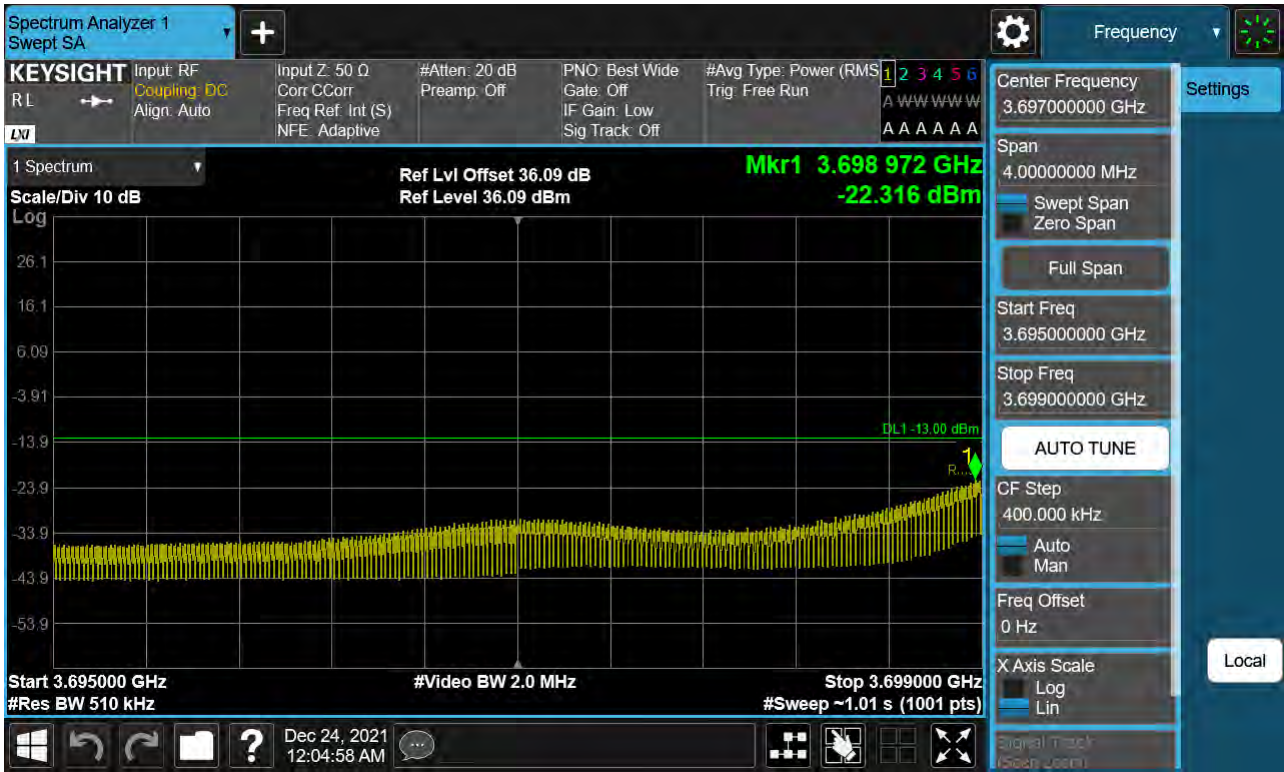 Spectrum Analyzer 1
Swept SA
+
Frequency
KEYSIGHT
RL
LXI
Input: RF
Coupling: DC
Align: Auto
Input Z: 50 Ω
Corr CCorr
Freq Ref: Int (S)
NFE: Adaptive
#Atten: 20 dB
Preamp: Off
PNO: Best Wide
Gate: Off
IF Gain: Low
Sig Track: Off
#Avg Type: Power (RMS
Trig: Free Run
1 2 3 4 5 6
A W W W W W
A A A A A A
1 Spectrum
Scale/Div 10 dB
Log
Ref Lvl Offset 36.09 dB
Ref Level 36.09 dBm
Mkr1 3.698 972 GHz
-22.316 dBm
26.1
16.1
6.09
-3.91
-13.9
-23.9
-33.9
-43.9
-53.9
DL1 -13.00 dBm
1
R...
Start 3.695000 GHz
#Res BW 510 kHz
#Video BW 2.0 MHz
Stop 3.699000 GHz
#Sweep ~1.01 s (1001 pts)
Center Frequency
3.697000000 GHz
Span
4.00000000 MHz
Swept Span
Zero Span
Full Span
Start Freq
3.695000000 GHz
Stop Freq
3.699000000 GHz
AUTO TUNE
CF Step
400.000 kHz
Auto
Man
Freq Offset
0 Hz
X Axis Scale
Log
Lin
Signal Track
(Span Zoom)
Settings
Local
?
Dec 24, 2021
12:04:58 AM